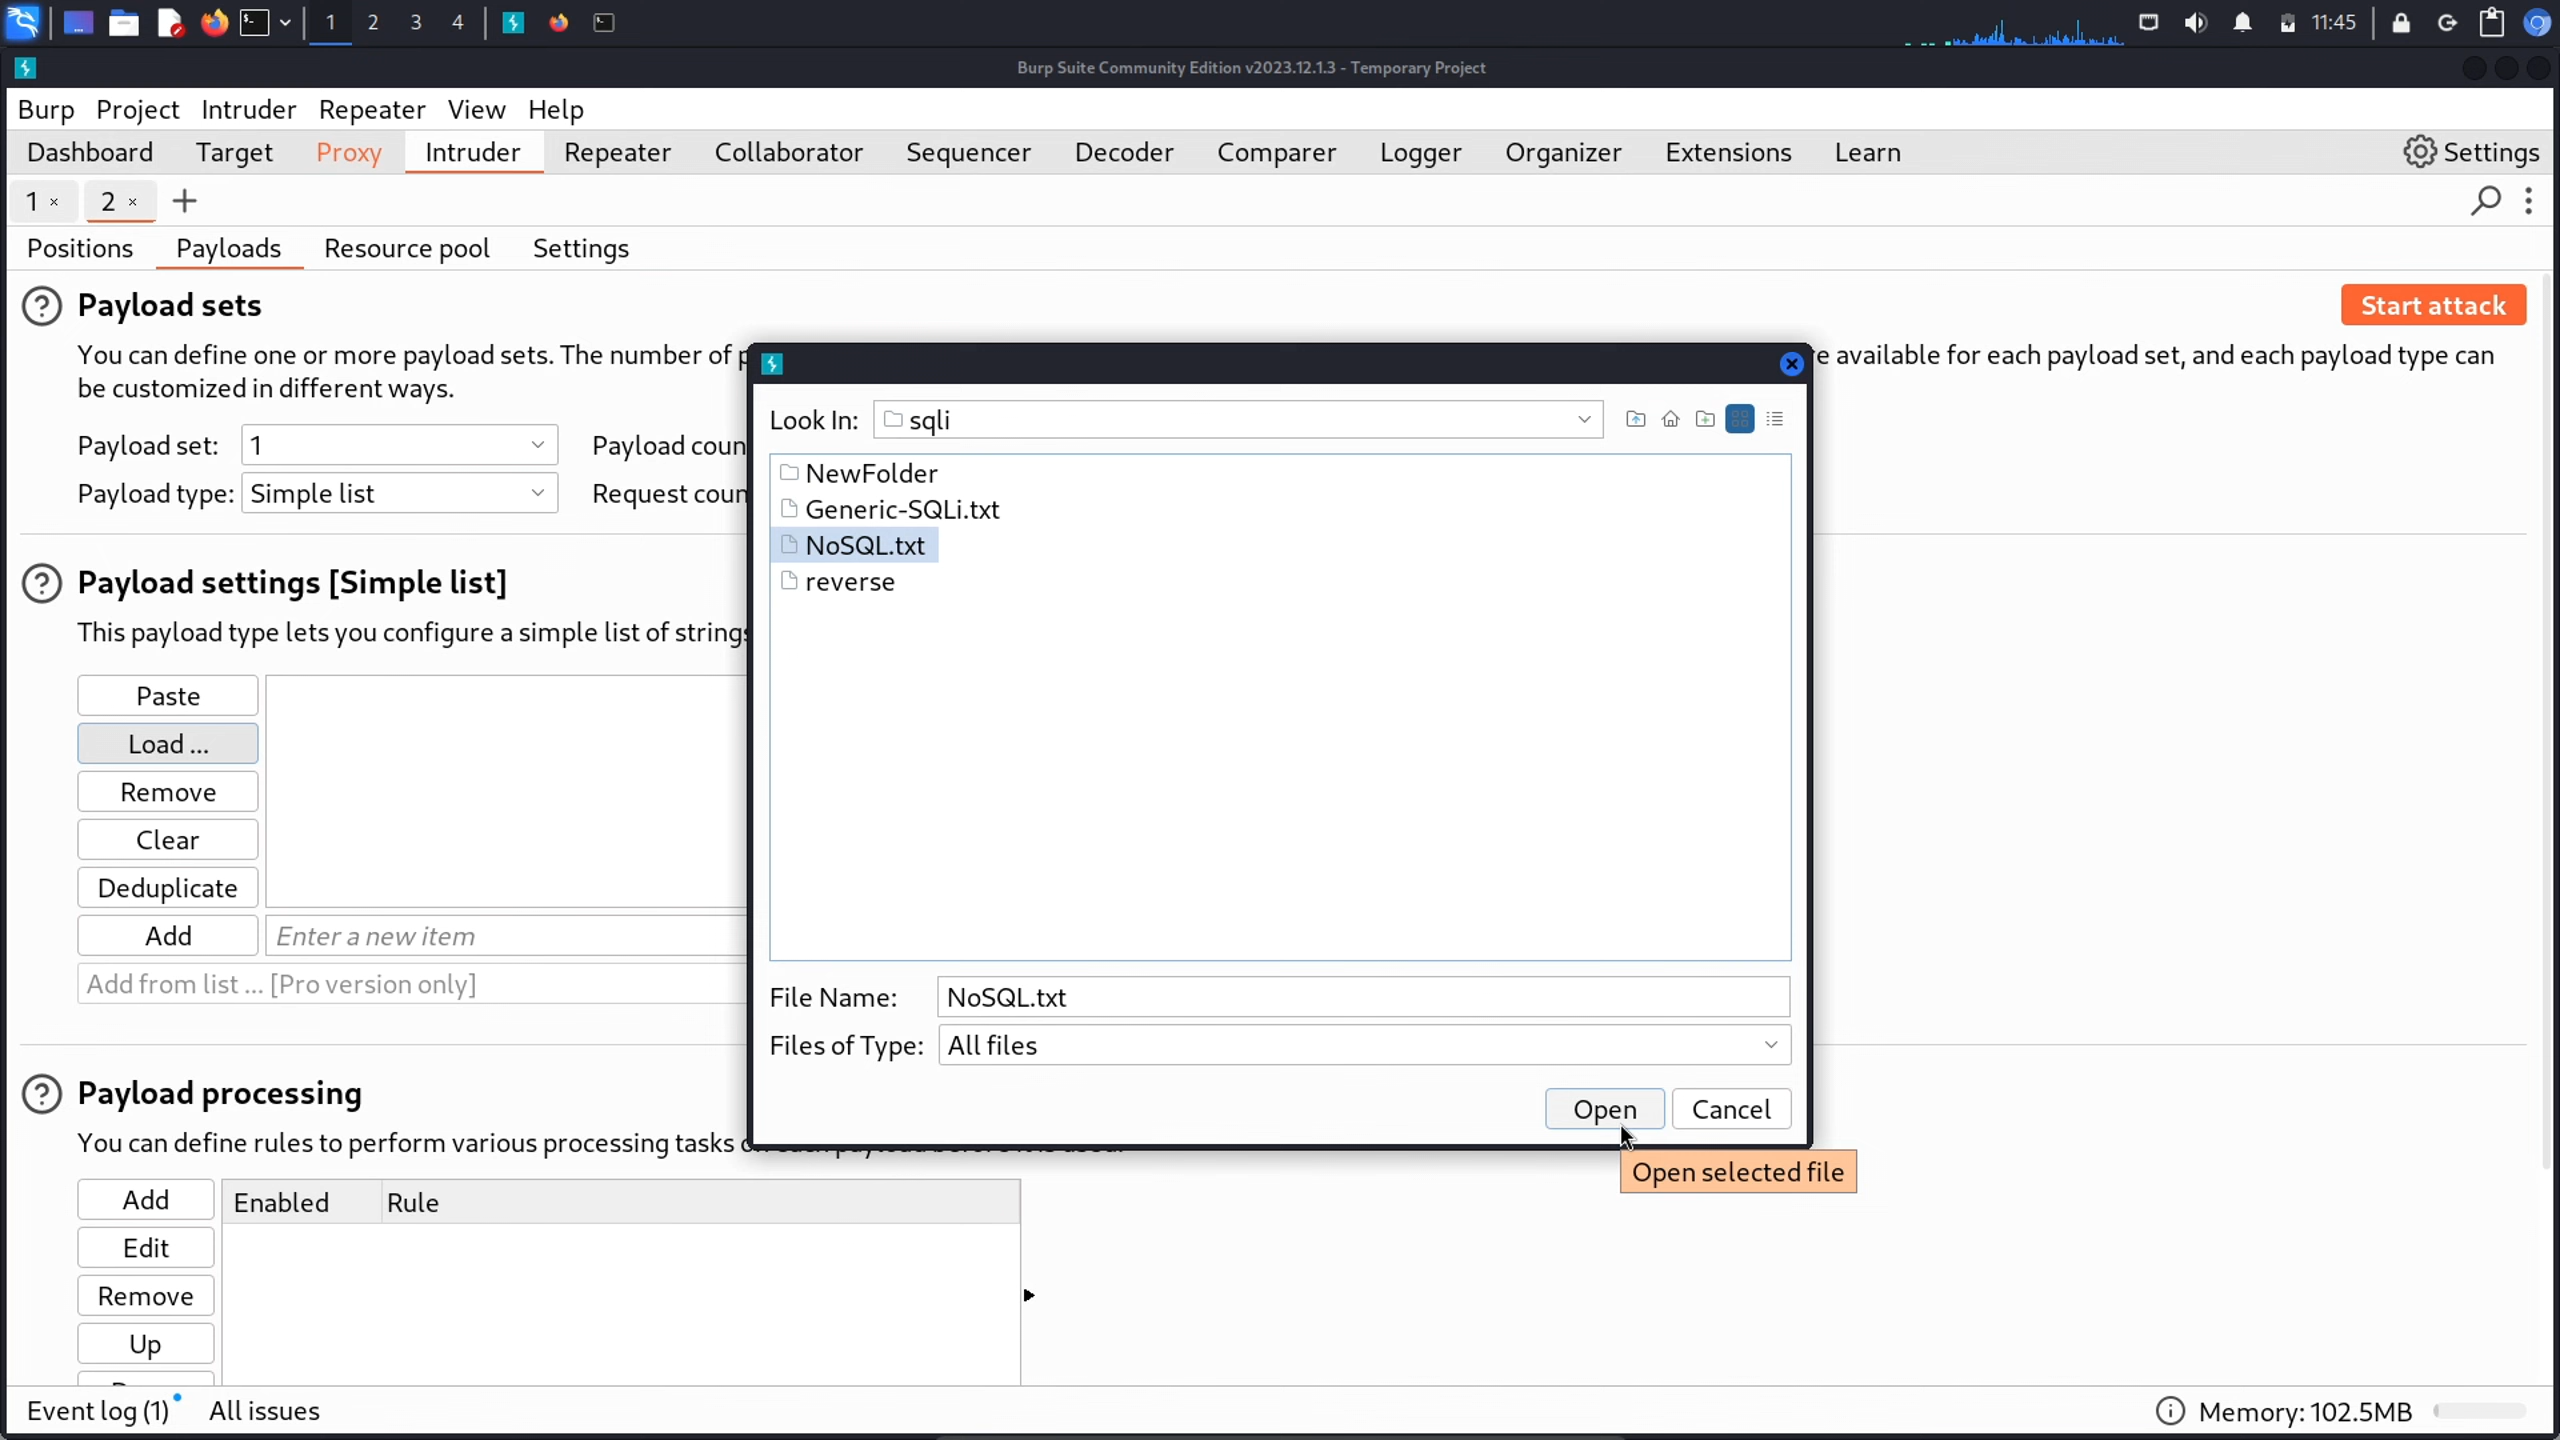 1 2 3 4 11:45
Burp Suite Community Edition v2023.12.1.3 - Temporary Project
Burp Project Intruder Repeater View Help
Dashboard Target Proxy Intruder Repeater Collaborator Sequencer Decoder Comparer Logger Organizer Extensions Learn Settings
1 × 2 × +
Positions Payloads Resource pool Settings
Payload sets
Start attack
You can define one or more payload sets. The number of
e available for each payload set, and each payload type can
be customized in different ways.
Payload set: 1
Payload coun
Payload type: Simple list
Request coun
Payload settings [Simple list]
This payload type lets you configure a simple list of strings
Paste
Load ...
Remove
Clear
Deduplicate
Add Enter a new item
Add from list ... [Pro version only]
Look In: sqli
NewFolder
Generic-SQLi.txt
NoSQL.txt
reverse
File Name: NoSQL.txt
Files of Type: All files
Open Cancel
Open selected file
Payload processing
You can define rules to perform various processing tasks
Add
Edit
Remove
Up
Enabled Rule
Event log (1) All issues
Memory: 102.5MB